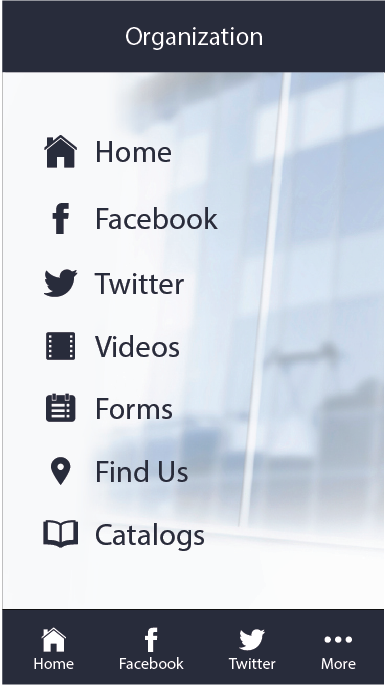 Organization
Home
Facebook
Twitter
Videos
Forms
Find Us
Catalogs
Home Facebook Twitter More